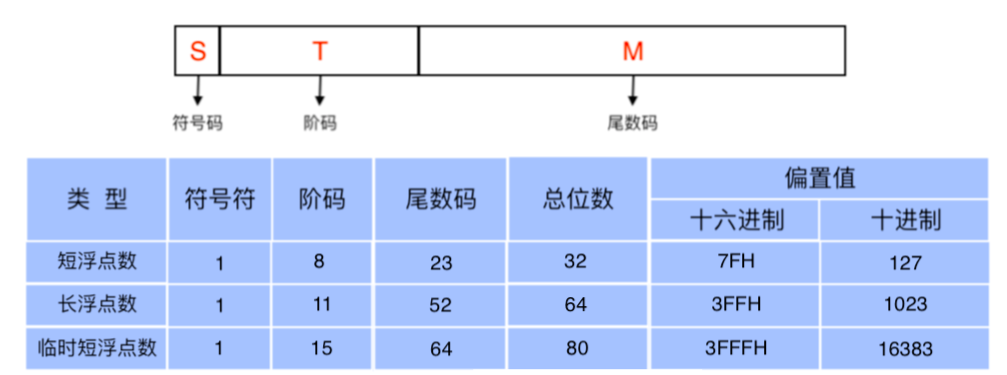 S T M
符号码 阶码 尾数码
类 型 符号符 阶码 尾数码 总位数 偏置值
十六进制 十进制
短浮点数 1 8 23 32 7FH 127
长浮点数 1 11 52 64 3FFH 1023
临时短浮点数 1 15 64 80 3FFFH 16383